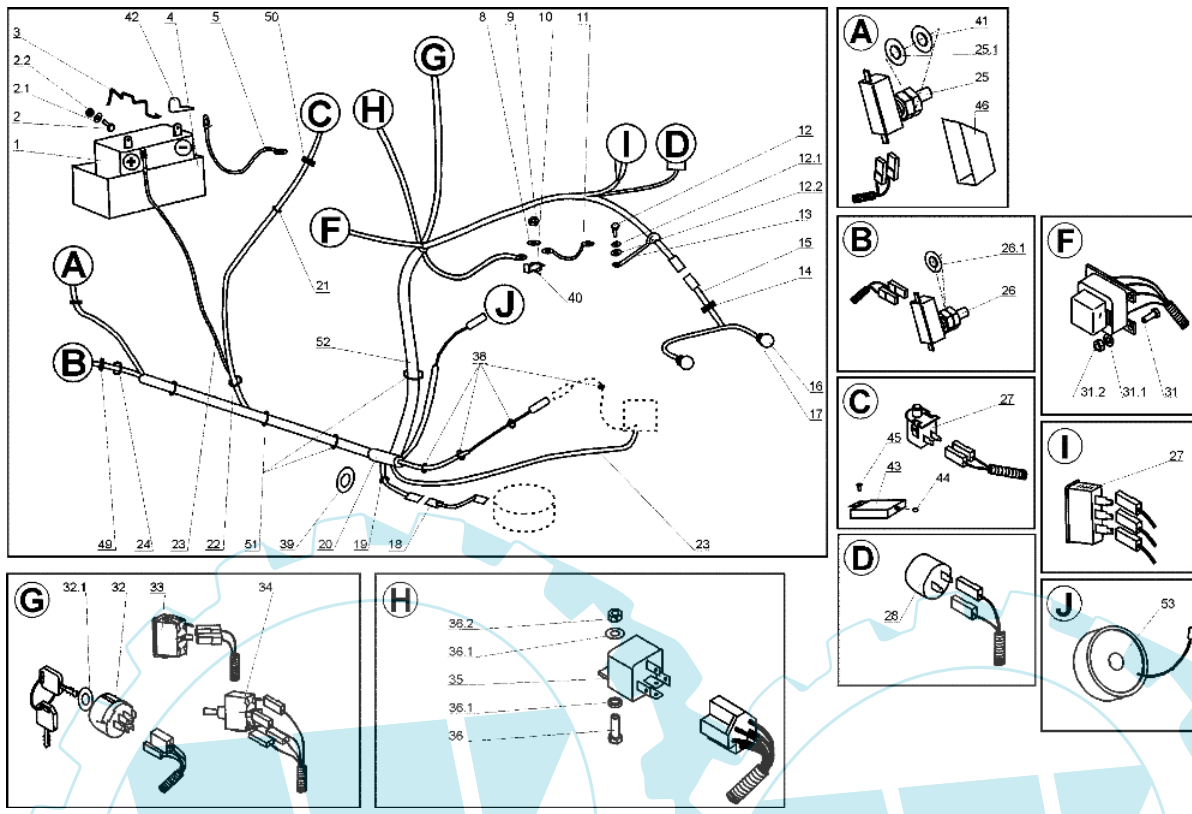 42 4 5 50 8 9 10 11
3
2.2
2.1
2
1
+
−
C
H
G
I
D
F
A
B
J
12
12.1
12.2
13
15
14
16
17
21
40
52
38
49 24 23 22 51 39 20 19 18 23
A
41
25.1
25
46
B
26.1
26
C
27
45
43
44
D
28
F
31.2 31.1 31
I
27
J
53
G
32.1 32 33 34
H
36.2
36.1
35
36.1
36